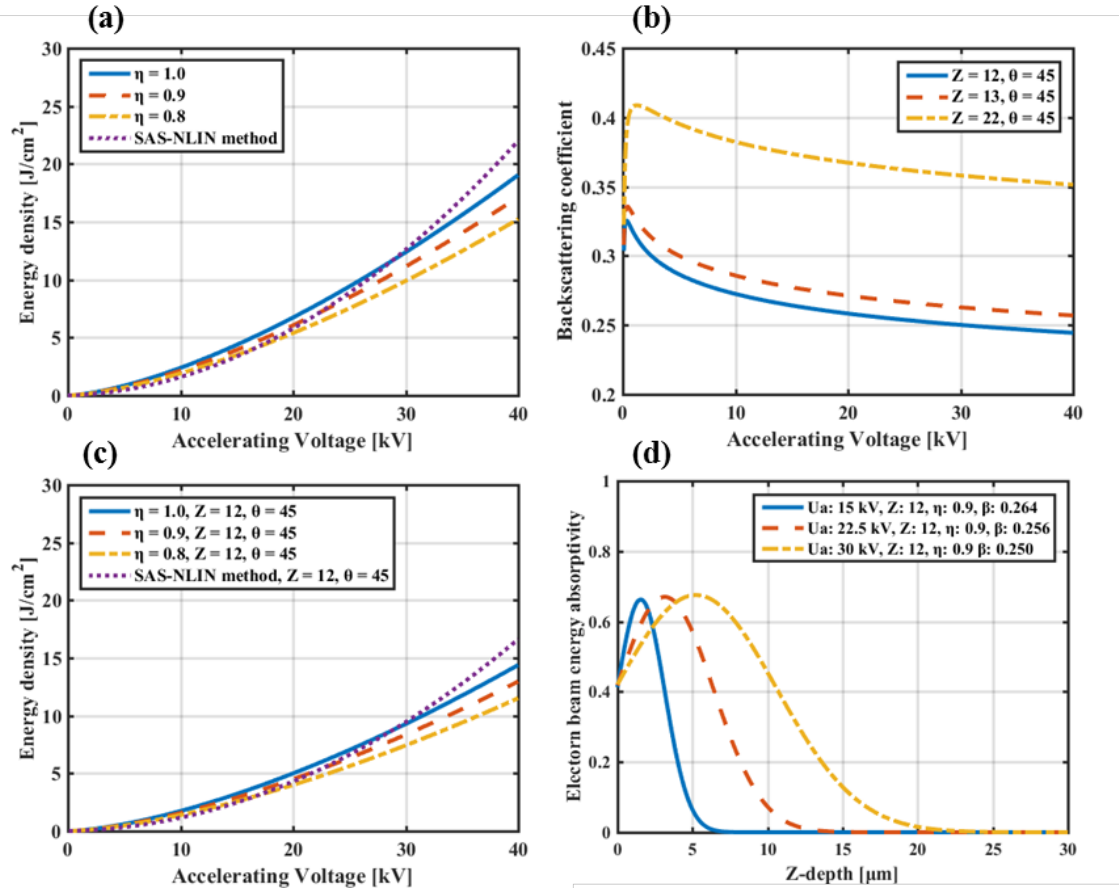 (a)
30
25
20
15
10
5
0
0
10
20
30
40
Energy density [J/cm²]
Accelerating Voltage [kV]
η = 1.0
η = 0.9
η = 0.8
SAS-NLIN method
(b)
0.45
0.4
0.35
0.3
0.25
0.2
0
10
20
30
40
Backscattering coefficient
Accelerating Voltage [kV]
Z = 12, θ = 45
Z = 13, θ = 45
Z = 22, θ = 45
(c)
30
25
20
15
10
5
0
0
10
20
30
40
Energy density [J/cm²]
Accelerating Voltage [kV]
η = 1.0, Z = 12, θ = 45
η = 0.9, Z = 12, θ = 45
η = 0.8, Z = 12, θ = 45
SAS-NLIN method, Z = 12, θ = 45
(d)
1
0.8
0.6
0.4
0.2
0
0
5
10
15
20
25
30
Electorn beam energy absorptivity
Z-depth [μm]
Ua: 15 kV, Z: 12, η: 0.9, β: 0.264
Ua: 22.5 kV, Z: 12, η: 0.9, β: 0.256
Ua: 30 kV, Z: 12, η: 0.9 β: 0.250